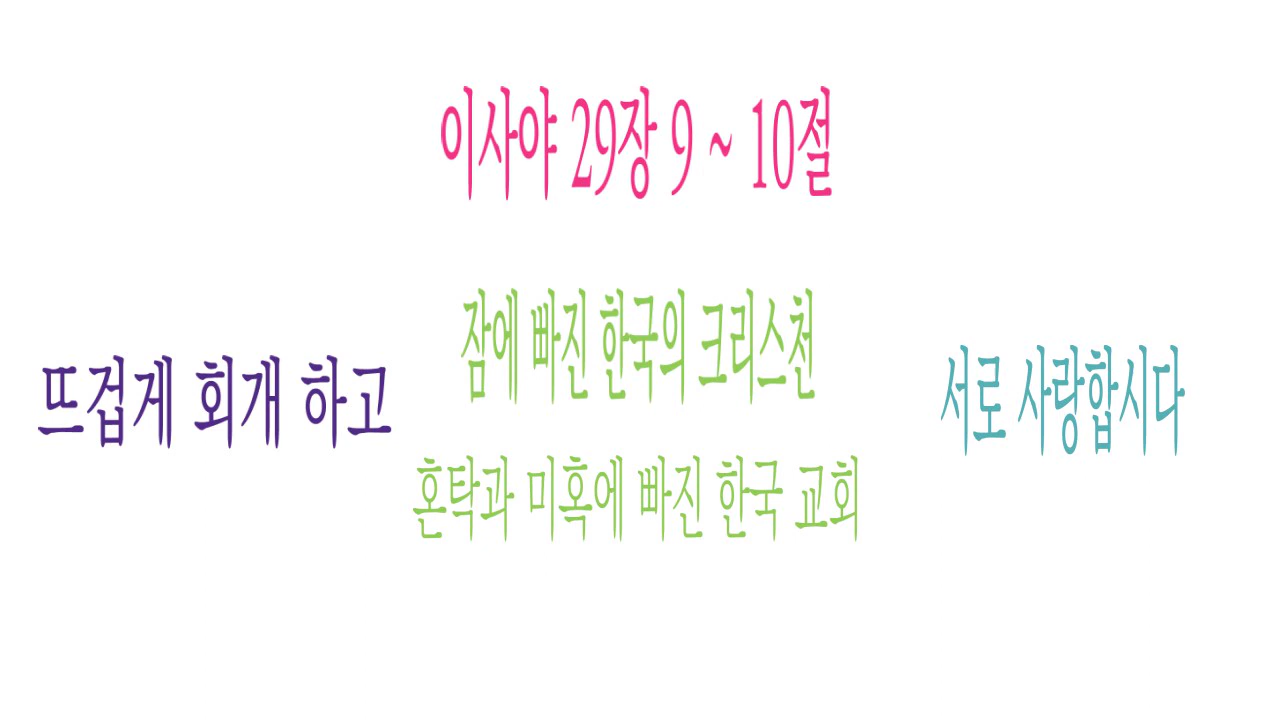 이사야 29장 9 ~ 10절
잠에 빠진 한국의 크리스천
뜨겁게 회개 하고
서로 사랑합시다
혼탁과 미혹에 빠진 한국 교회